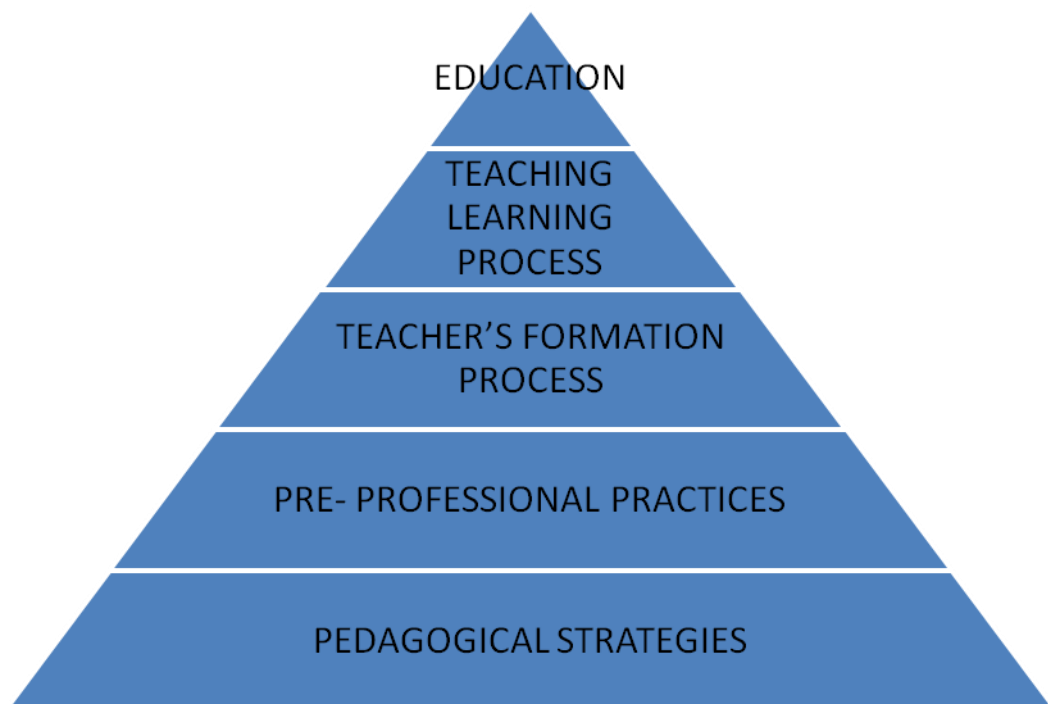 EDUCATION
TEACHING
LEARNING
PROCESS
TEACHER’S FORMATION
PROCESS
PRE- PROFESSIONAL PRACTICES
PEDAGOGICAL STRATEGIES